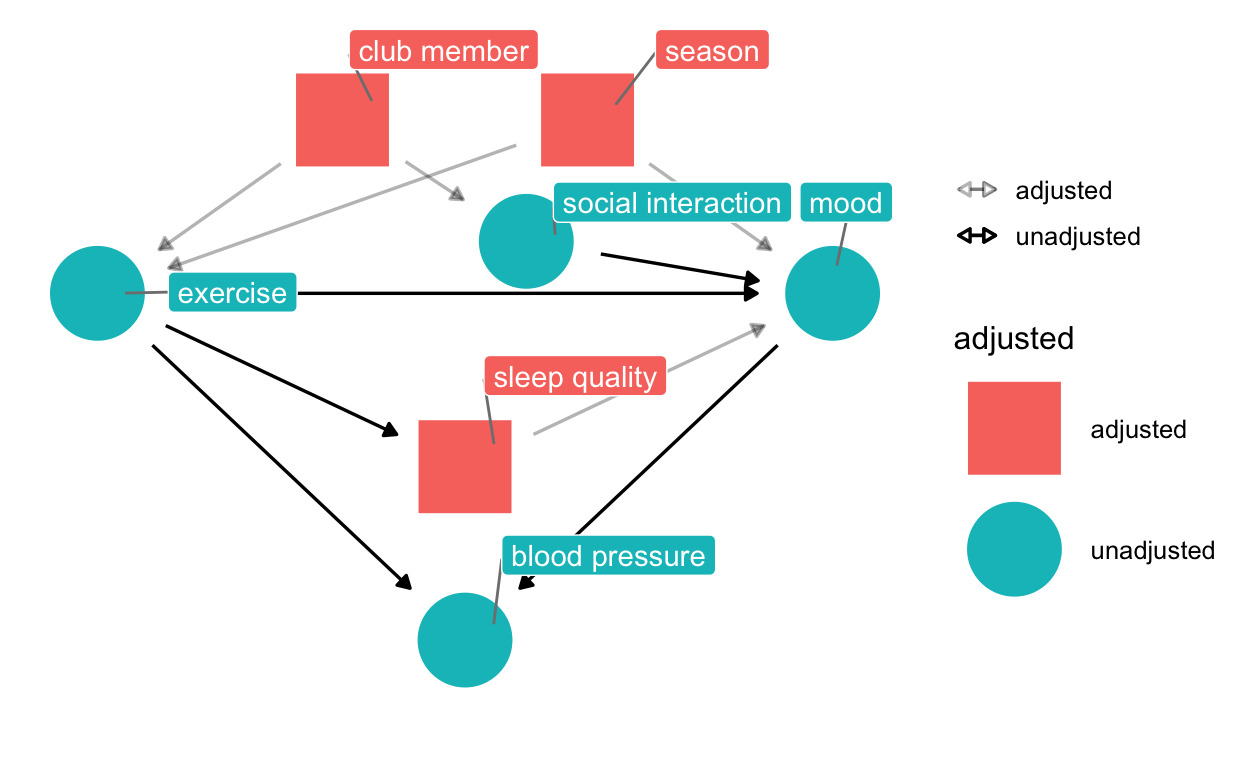 club member
season
social interaction
mood
exercise
sleep quality
blood pressure
adjusted
unadjusted
adjusted
adjusted
unadjusted